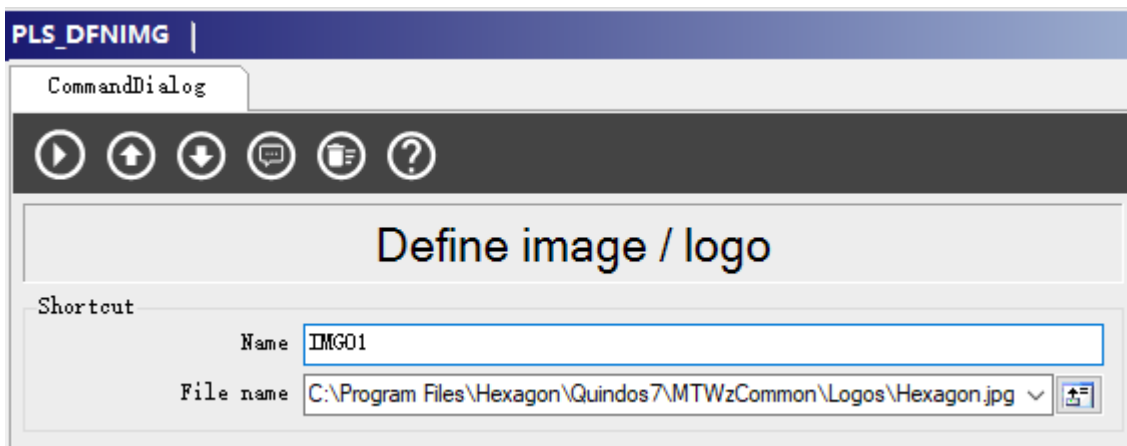 PLS_DFNIMG
CommandDialog
Define image / logo
Shortcut
Name IMG01
File name C:\Program Files\Hexagon\Quindos7\MTWzCommon\Logos\Hexagon.jpg